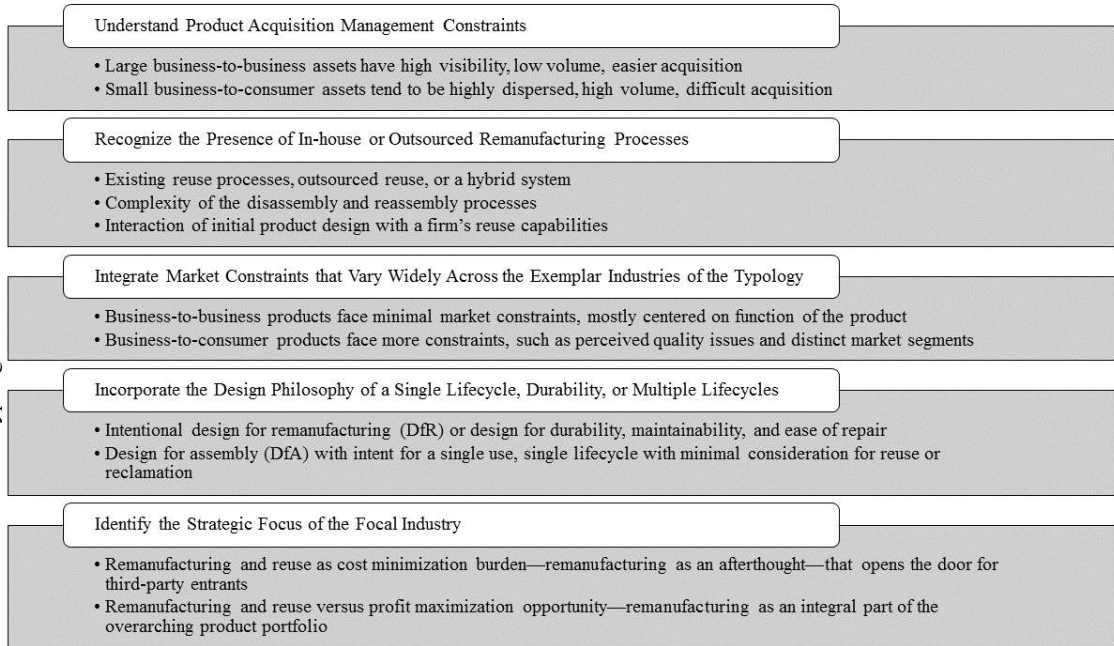 Understand Product Acquisition Management Constraints
• Large business-to-business assets have high visibility, low volume, easier acquisition
• Small business-to-consumer assets tend to be highly dispersed, high volume, difficult acquisition
Recognize the Presence of In-house or Outsourced Remanufacturing Processes
• Existing reuse processes, outsourced reuse, or a hybrid system
• Complexity of the disassembly and reassembly processes
• Interaction of initial product design with a firm's reuse capabilities
Integrate Market Constraints that Vary Widely Across the Exemplar Industries of the Typology
• Business-to-business products face minimal market constraints, mostly centered on function of the product
• Business-to-consumer products face more constraints, such as perceived quality issues and distinct market segments
Incorporate the Design Philosophy of a Single Lifecycle, Durability, or Multiple Lifecycles
• Intentional design for remanufacturing (DfR) or design for durability, maintainability, and ease of repair
• Design for assembly (DfA) with intent for a single use, single lifecycle with minimal consideration for reuse or
reclamation
Identify the Strategic Focus of the Focal Industry
• Remanufacturing and reuse as cost minimization burden—remanufacturing as an afterthought—that opens the door for
third-party entrants
• Remanufacturing and reuse versus profit maximization opportunity—remanufacturing as an integral part of the
overarching product portfolio